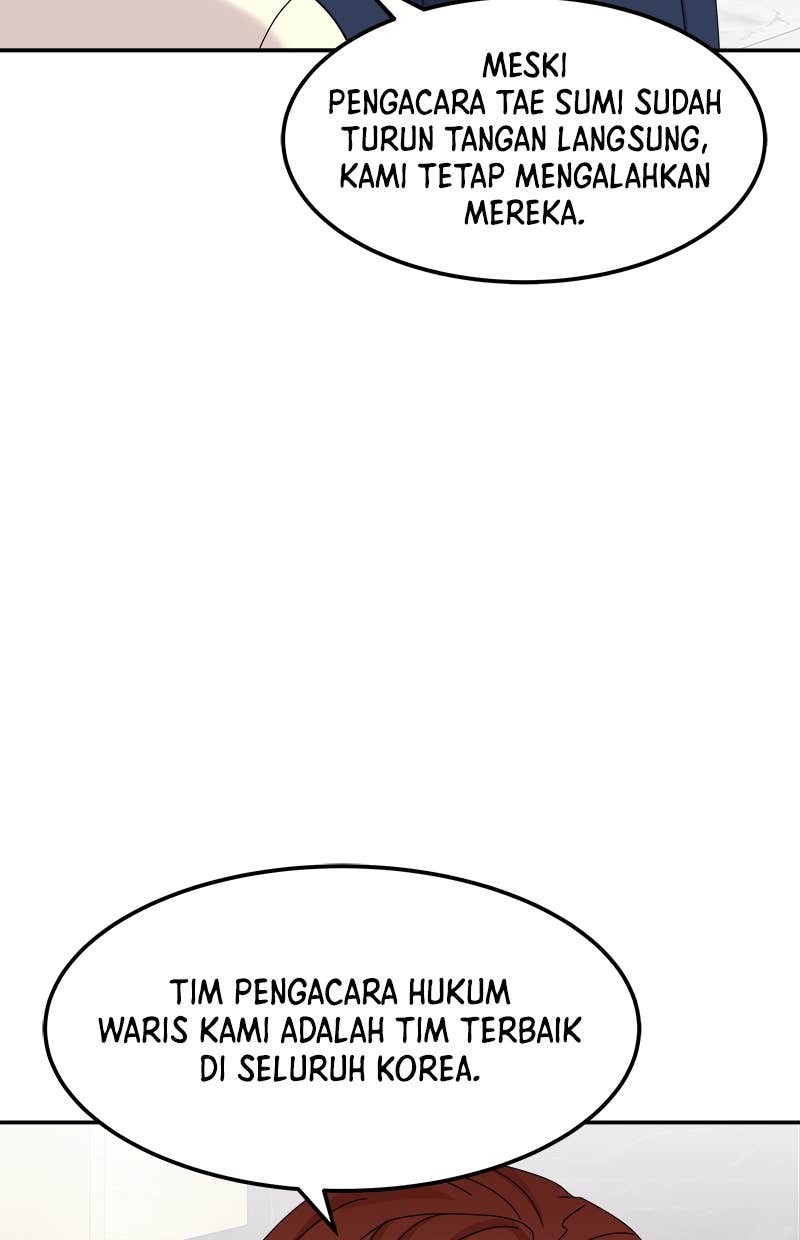 MESKI
PENGACARA TAE SUMI SUDAH
TURUN TANGAN LANGSUNG,
KAMI TETAP MENGALAHKAN
MEREKA.
TIM PENGACARA HUKUM
WARIS KAMI ADALAH TIM TERBAIK
DI SELURUH KOREA.